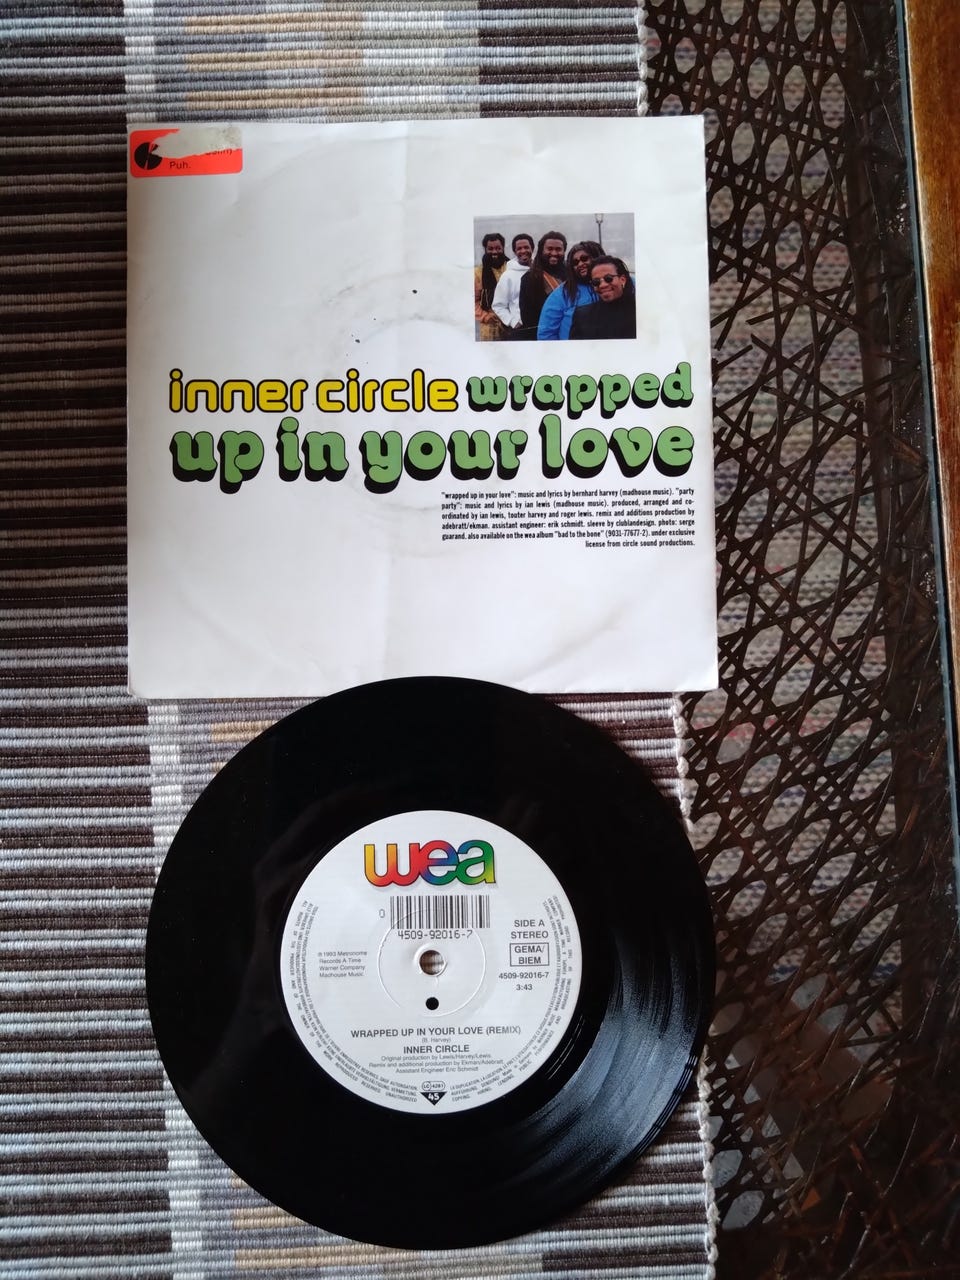 Puh.
inner circle wrapped
up in your love
"wrapped up in your love": music and lyrics by bernhard harvey (madhouse music). "party
party": music and lyrics by ian lewis (madhouse music). produced, arranged and co-
ordinated by ian lewis, touter harvey and roger lewis. remix and additions production by
adebratt/ekman. assistant engineer: erik schmidt. sleeve by clublandesign. photo: serge
guarand. also available on the wea album "bad to the bone" (9031-77677-2). under exclusive
license from circle sound productions.
wea
0
4509-92016-7
SIDE A
STEREO
GEMA/
BIEM
4509-92016-7
3:43
℗ 1993 Metronome
Records A Time
Warner Company
Madhouse Music
WRAPPED UP IN YOUR LOVE (REMIX)
(B. Harvey)
INNER CIRCLE
Original production by Lewis/Harvey/Lewis.
Remix and additional production by Ekman/Adebratt
Assistant Engineer Eric Schmidt
LC 4281
45